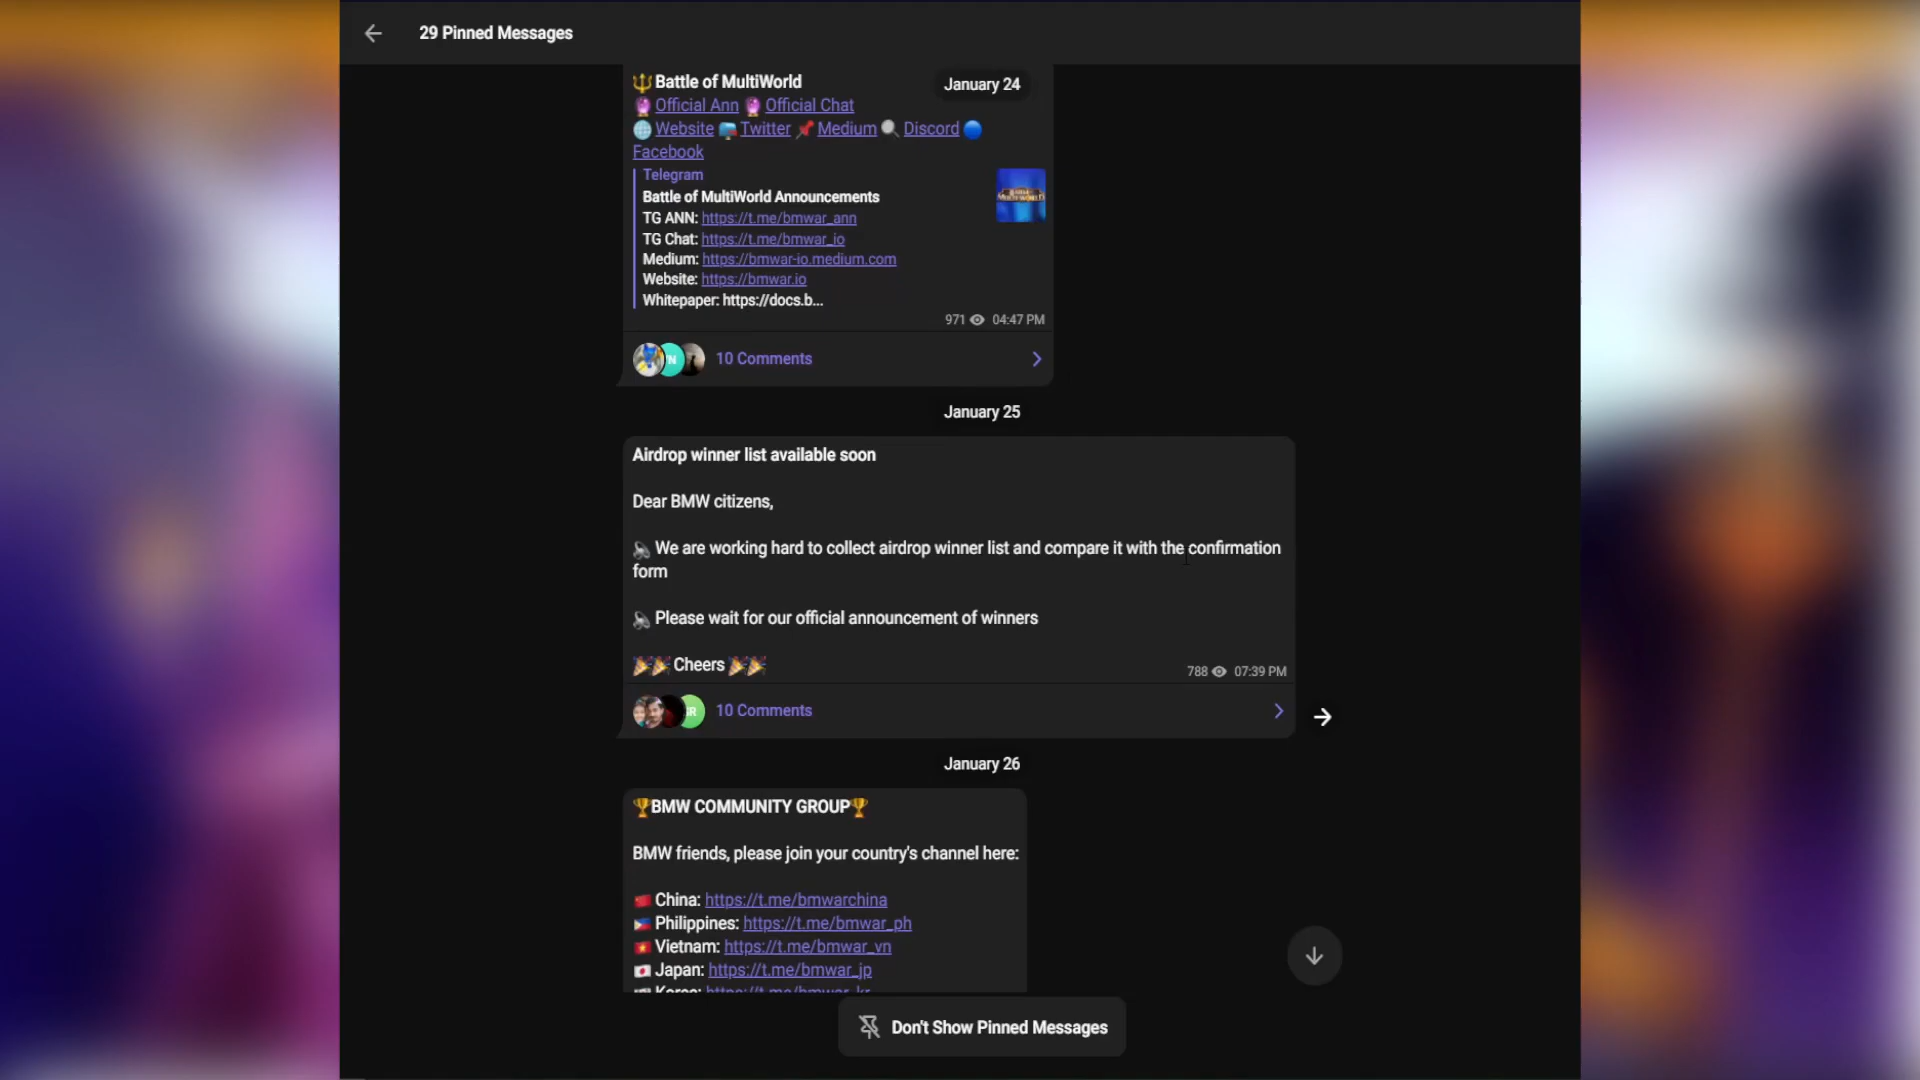 29 Pinned Messages
Battle of MultiWorld
January 24
Official Ann Official Chat
Website Twitter Medium Discord
Facebook
Telegram
Battle of MultiWorld Announcements
TG ANN: https://t.me/bmwar_ann
TG Chat: https://t.me/bmwar_io
Medium: https://bmwar-io.medium.com
Website: https://bmwar.io
Whitepaper: https://docs.b...
971 04:47 PM
10 Comments
January 25
Airdrop winner list available soon
Dear BMW citizens,
We are working hard to collect airdrop winner list and compare it with the confirmation
form
Please wait for our official announcement of winners
Cheers
788 07:39 PM
10 Comments
January 26
BMW COMMUNITY GROUP
BMW friends, please join your country's channel here:
China: https://t.me/bmwarchina
Philippines: https://t.me/bmwar_ph
Vietnam: https://t.me/bmwar_vn
Japan: https://t.me/bmwar_jp
Korea: https://t.me/bmwar_kr
Don't Show Pinned Messages